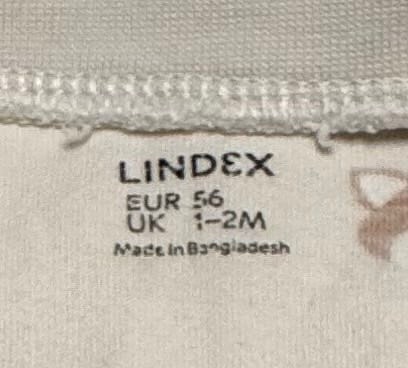 LINDEX
EUR 56
UK 1-2M
Made in Bangladesh